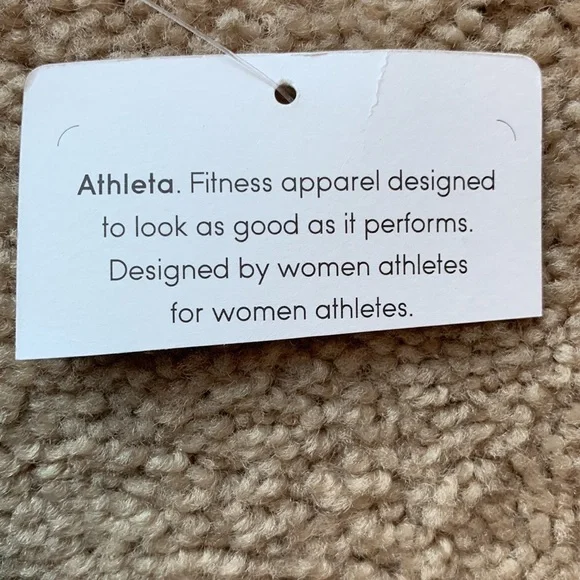 Athleta. Fitness apparel designed
to look as good as it performs.
Designed by women athletes
for women athletes.